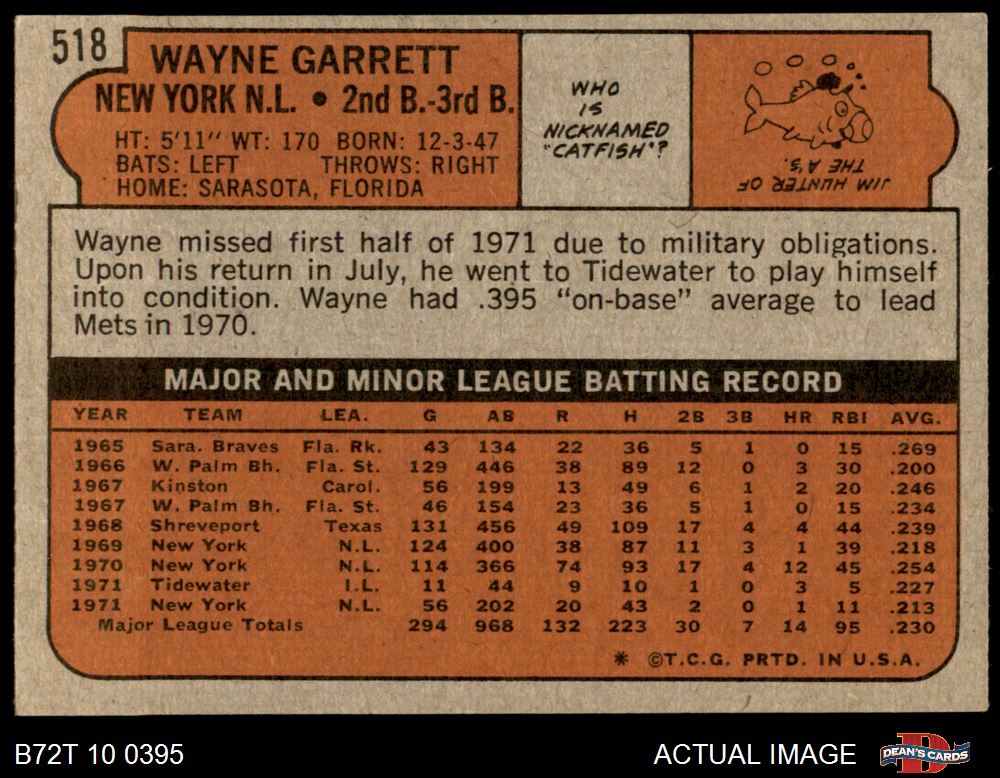 518
WAYNE GARRETT
NEW YORK N.L. • 2nd B.-3rd B.
HT: 5'11" WT: 170 BORN: 12-3-47
BATS: LEFT THROWS: RIGHT
HOME: SARASOTA, FLORIDA
WHO
IS
NICKNAMED
"CATFISH"?
JIM HUNTER OF
THE A'S.
Wayne missed first half of 1971 due to military obligations.
Upon his return in July, he went to Tidewater to play himself
into condition. Wayne had .395 "on-base" average to lead
Mets in 1970.
MAJOR AND MINOR LEAGUE BATTING RECORD
YEAR TEAM LEA. G AB R H 2B 3B HR RBI AVG.
1965 Sara. Braves Fla. Rk. 43 134 22 36 5 1 0 15 .269
1966 W. Palm Bh. Fla. St. 129 446 38 89 12 0 3 30 .200
1967 Kinston Carol. 56 199 13 49 6 1 2 20 .246
1967 W. Palm Bh. Fla. St. 46 154 23 36 5 1 0 15 .234
1968 Shreveport Texas 131 456 49 109 17 4 4 44 .239
1969 New York N.L. 124 400 38 87 11 3 1 39 .218
1970 New York N.L. 114 366 74 93 17 4 12 45 .254
1971 Tidewater I.L. 11 44 9 10 1 0 3 5 .227
1971 New York N.L. 56 202 20 43 2 0 1 11 .213
Major League Totals 294 968 132 223 30 7 14 95 .230
* ©T.C.G. PRTD. IN U.S.A.
B72T 10 0395 ACTUAL IMAGE DEAN'S CARDS